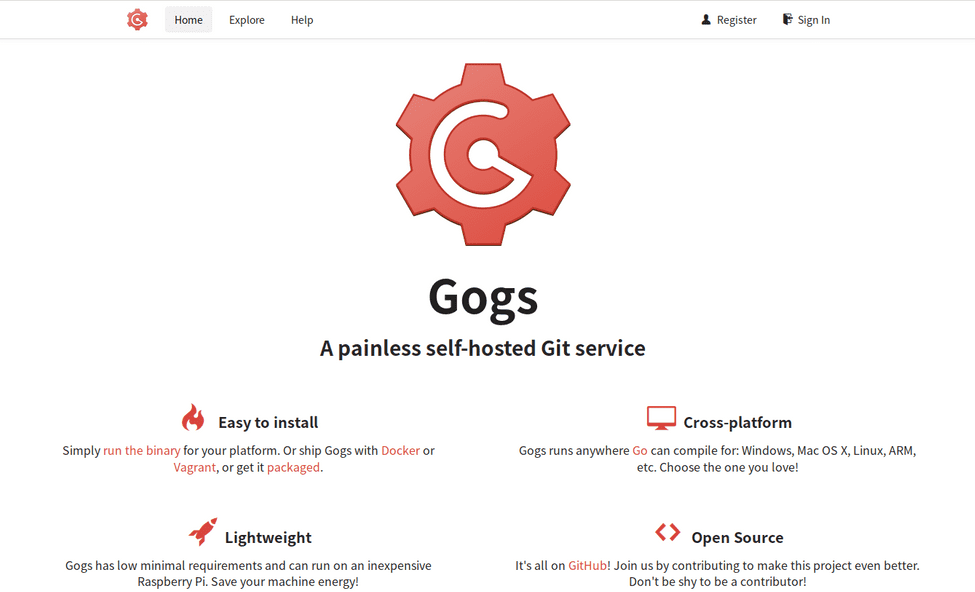 Home Explore Help Register Sign In
Gogs
A painless self-hosted Git service
Easy to install
Simply run the binary for your platform. Or ship Gogs with Docker or
Vagrant, or get it packaged.
Cross-platform
Gogs runs anywhere Go can compile for: Windows, Mac OS X, Linux, ARM,
etc. Choose the one you love!
Lightweight
Gogs has low minimal requirements and can run on an inexpensive
Raspberry Pi. Save your machine energy!
Open Source
It's all on GitHub! Join us by contributing to make this project even better.
Don't be shy to be a contributor!